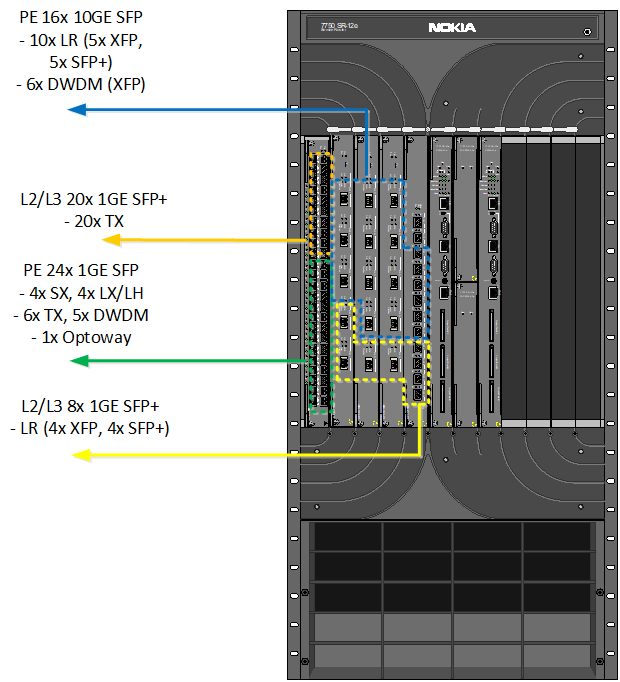 PE 16x 10GE SFP
- 10x LR (5x XFP,
5x SFP+)
- 6x DWDM (XFP)
L2/L3 20x 1GE SFP+
- 20x TX
PE 24x 1GE SFP
- 4x SX, 4x LX/LH
- 6x TX, 5x DWDM
- 1x Optoway
L2/L3 8x 1GE SFP+
- LR (4x XFP, 4x SFP+)
7750 SR-12e
NOKIA